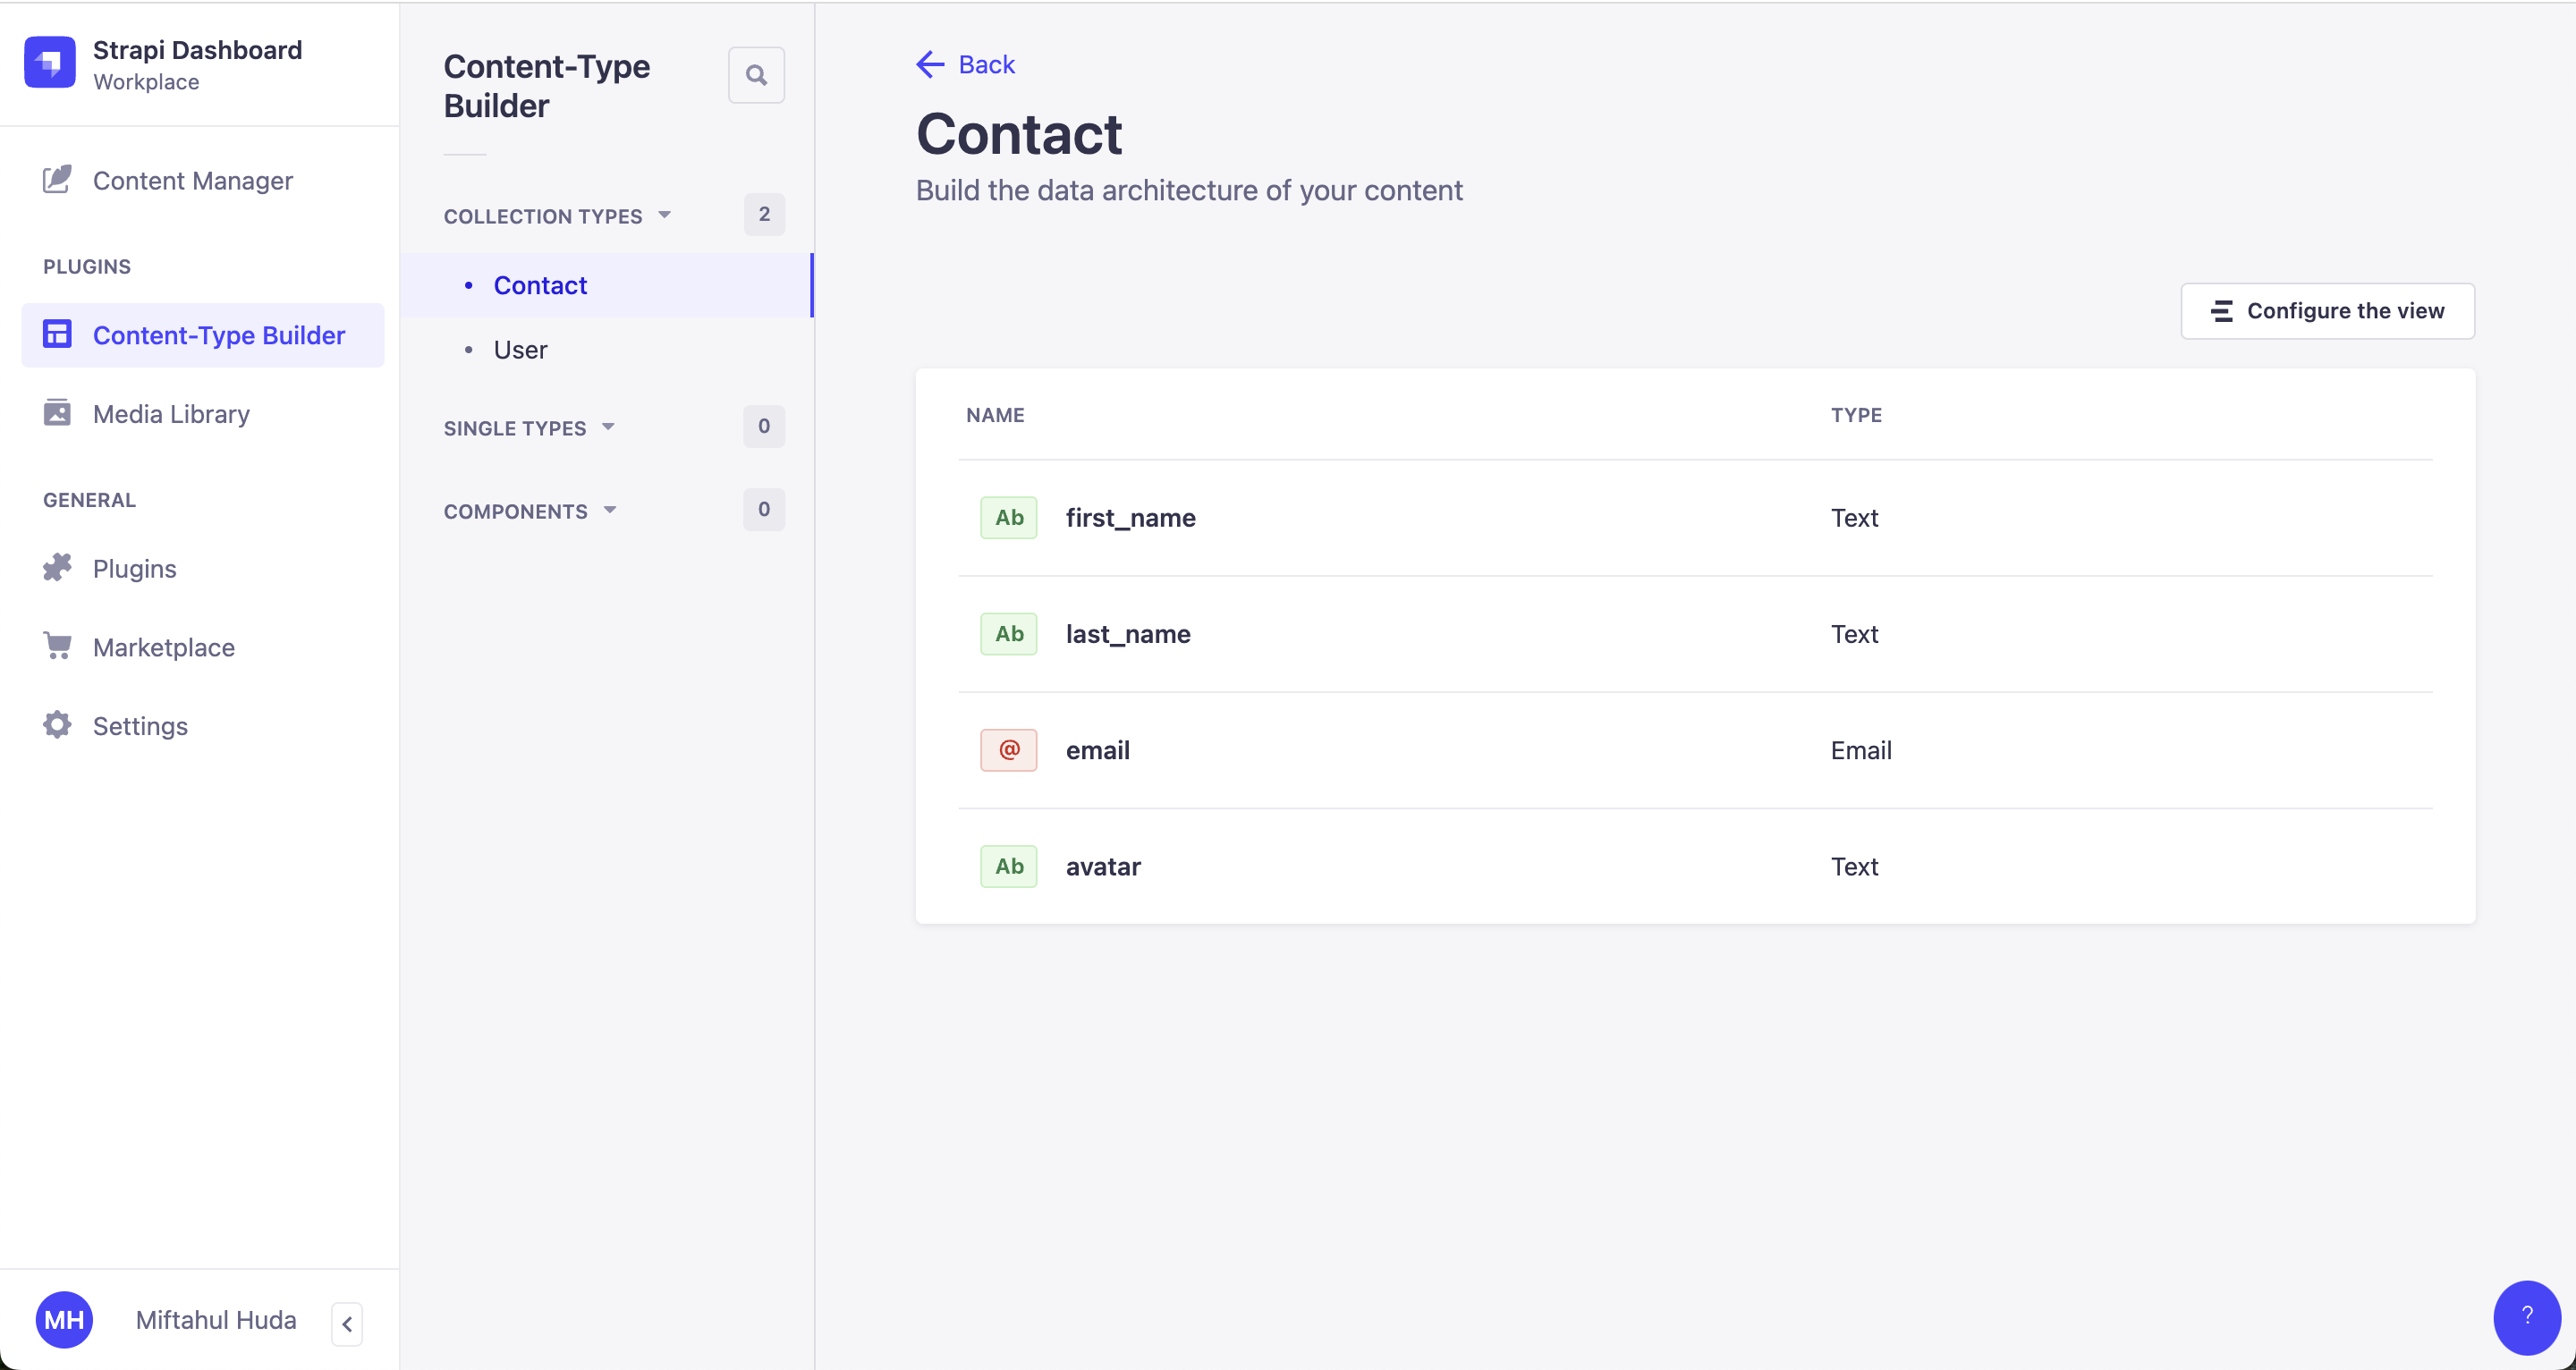 Strapi Dashboard
Workplace
Content Manager
PLUGINS
Content-Type Builder
Media Library
GENERAL
Plugins
Marketplace
Settings
MH
Miftahul Huda
Content-Type
Builder
COLLECTION TYPES 2
Contact
User
SINGLE TYPES 0
COMPONENTS 0
Back
Contact
Build the data architecture of your content
Configure the view
NAME TYPE
Ab first_name Text
Ab last_name Text
@ email Email
Ab avatar Text
?